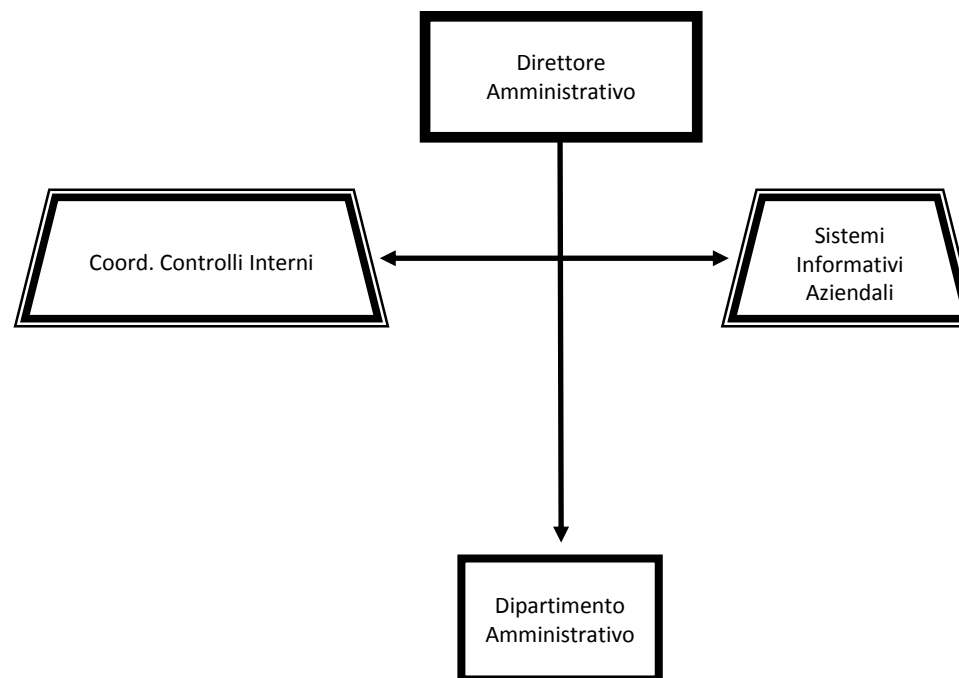 Direttore
Amministrativo
Coord. Controlli Interni
Sistemi
Informativi
Aziendali
Dipartimento
Amministrativo